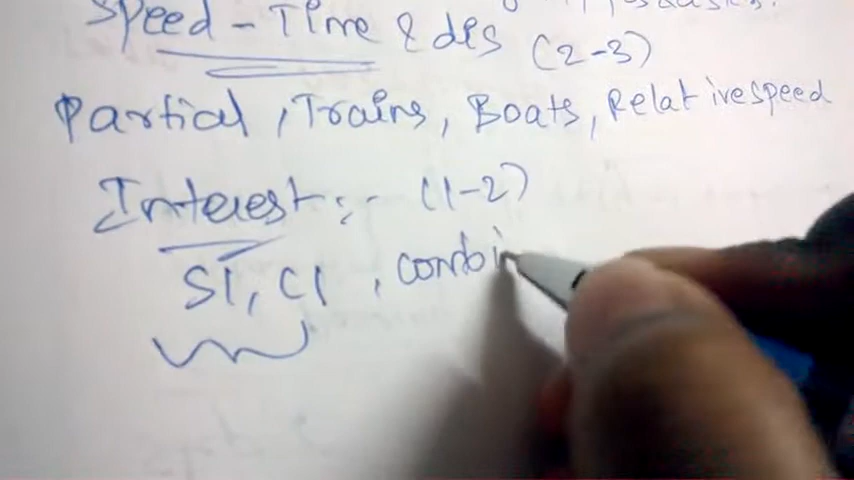 Speed - Time & dis (2-3)
Partial, Trains, Boats, Relative speed
Interest :- (1-2)
SI, CI, combi